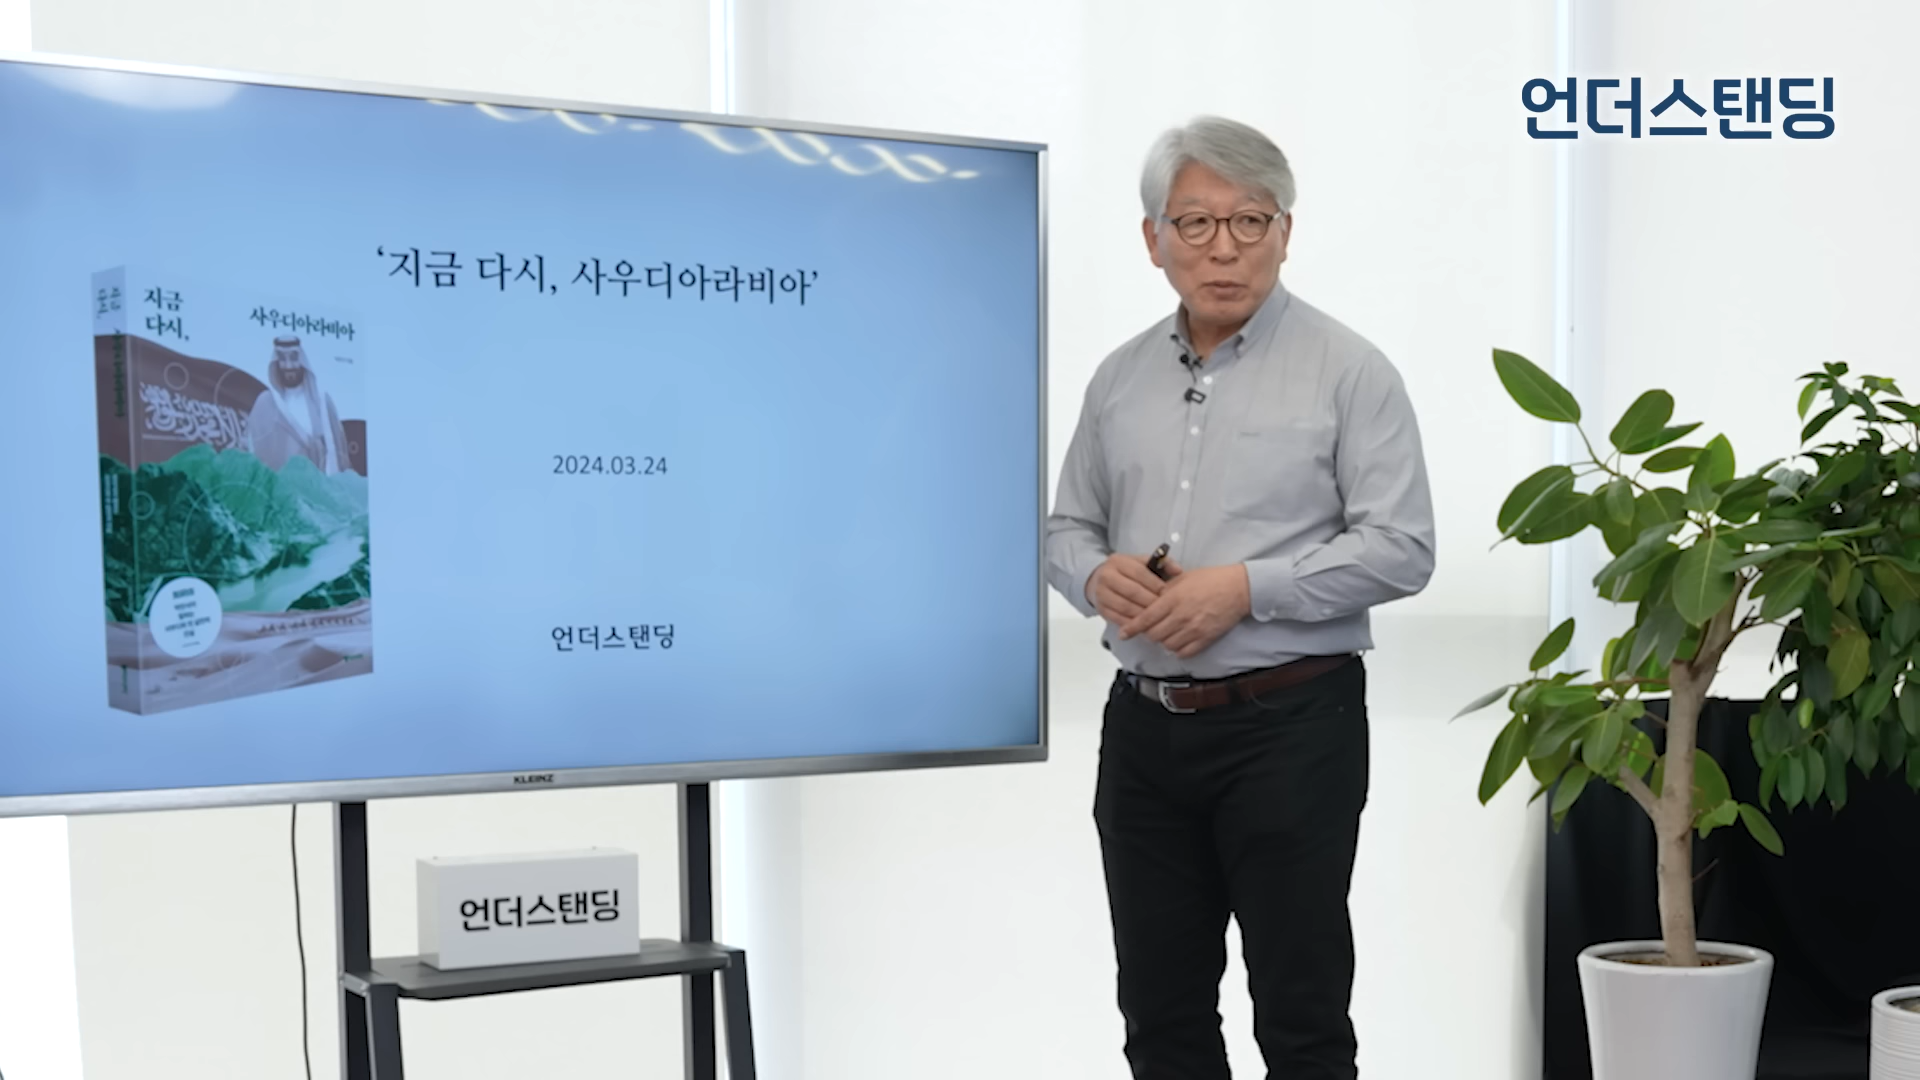 언더스탠딩
‘지금 다시, 사우디아라비아’
지금
다시,
사우디아라비아
2024.03.24
언더스탠딩
KLEINZ
언더스탠딩